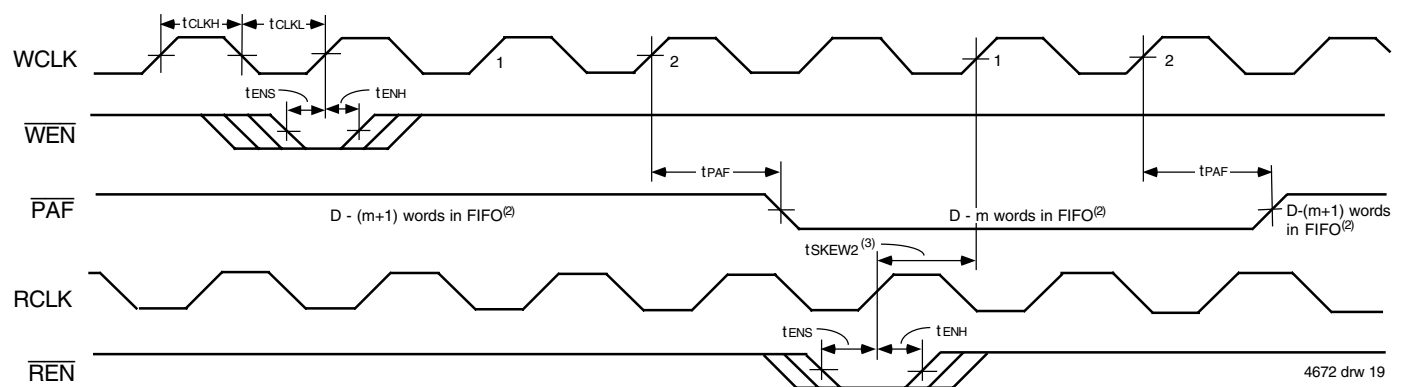 tCLKH tCLKL
WCLK 1 2 1 2
tENS tENH
WEN
tPAF tPAF
PAF D - (m+1) words in FIFO(2) D - m words in FIFO(2) D-(m+1) words
in FIFO(2)
tSKEW2(3)
RCLK
tENS tENH
REN
4672 drw 19